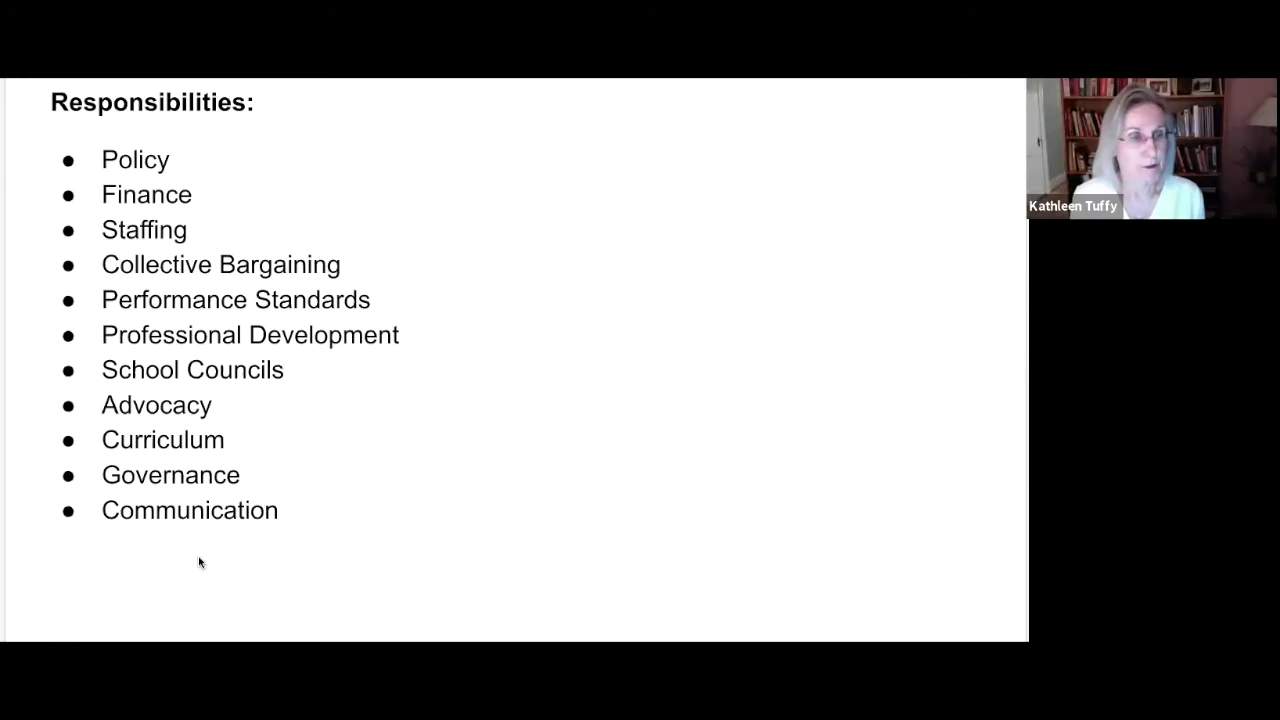 Responsibilities:
● Policy
● Finance
● Staffing
● Collective Bargaining
● Performance Standards
● Professional Development
● School Councils
● Advocacy
● Curriculum
● Governance
● Communication
Kathleen Tuffy